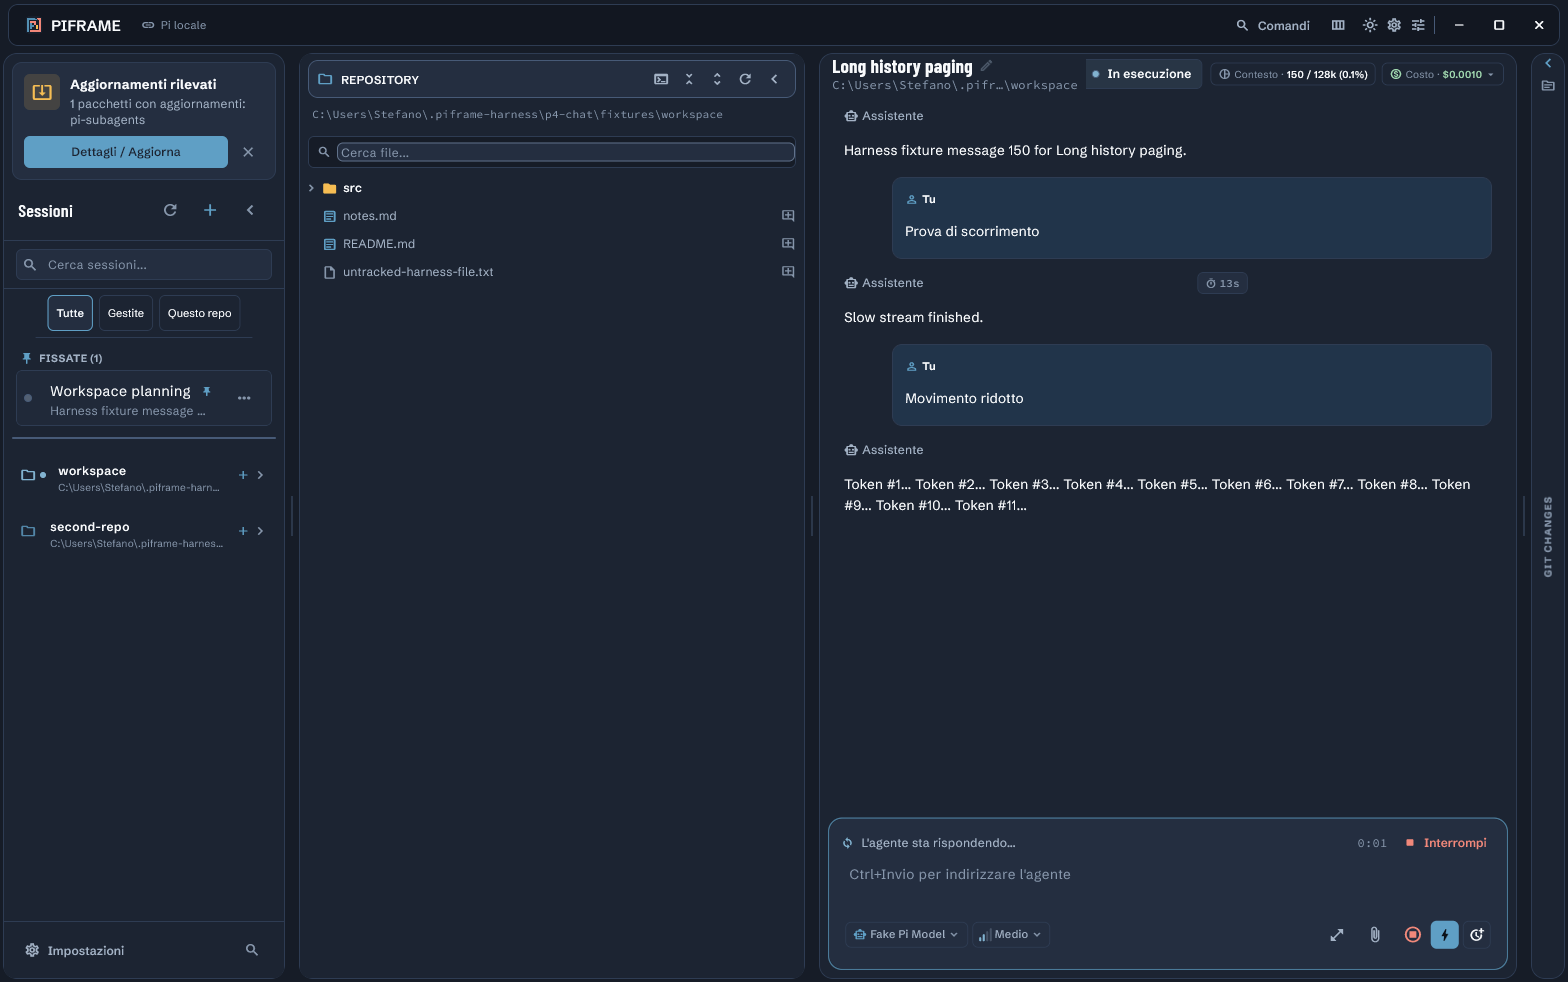 PIFRAME
Pi locale
Comandi
Aggiornamenti rilevati
1 pacchetti con aggiornamenti:
pi-subagents
Dettagli / Aggiorna
Sessioni
Cerca sessioni...
Tutte
Gestite
Questo repo
FISSATE (1)
Workspace planning
Harness fixture message ...
workspace
C:\Users\Stefano\.piframe-harn...
second-repo
C:\Users\Stefano\.piframe-harnes...
Impostazioni
REPOSITORY
C:\Users\Stefano\.piframe-harness\p4-chat\fixtures\workspace
Cerca file...
src
notes.md
README.md
untracked-harness-file.txt
Long history paging
C:\Users\Stefano\.pifr…\workspace
In esecuzione
Contesto · 150 / 128k (0.1%)
Costo · $0.0010
Assistente
Harness fixture message 150 for Long history paging.
Tu
Prova di scorrimento
Assistente
13s
Slow stream finished.
Tu
Movimento ridotto
Assistente
Token #1... Token #2... Token #3... Token #4... Token #5... Token #6... Token #7... Token #8... Token
#9... Token #10... Token #11...
L'agente sta rispondendo...
0:01
Interrompi
Ctrl+Invio per indirizzare l'agente
Fake Pi Model
Medio
GIT CHANGES